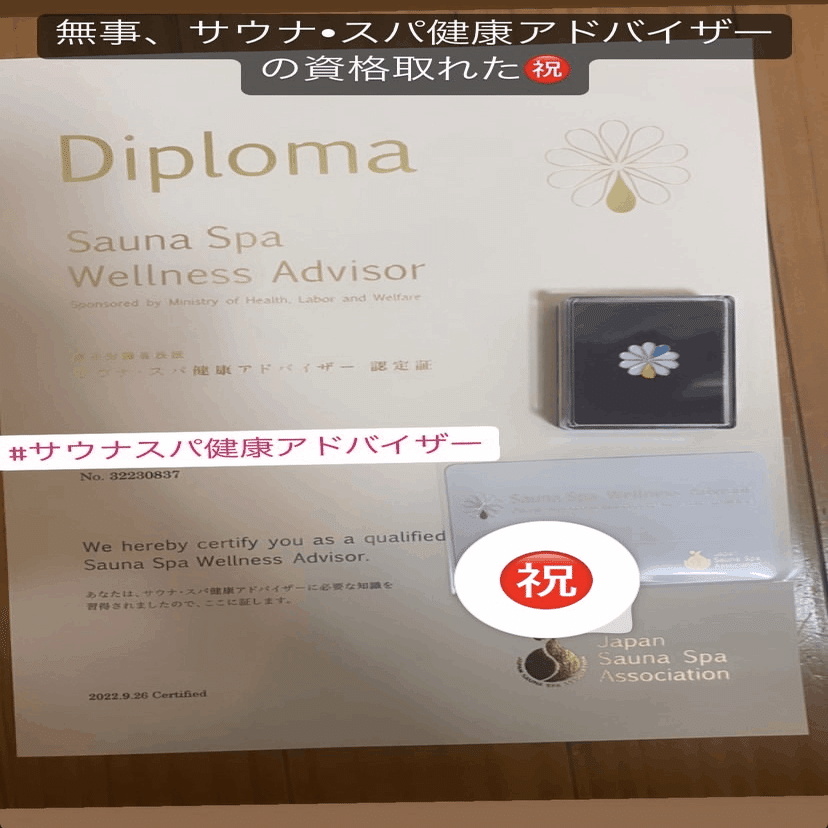 無事、サウナ•スパ健康アドバイザー
の資格取れた㊗️
Diploma
Sauna Spa
Wellness Advisor
Sponsored by Ministry of Health, Labor and Welfare
サウナ・スパ健康アドバイザー 認定証
#サウナスパ健康アドバイザー
No. 32230837
We hereby certify you as a qualified
Sauna Spa Wellness Advisor.
あなたは、サウナ・スパ健康アドバイザーに必要な知識を
習得されましたので、ここに証します。
2022.9.26 Certified
Sauna Spa Wellness
Sauna Spa
Association
㊗️
Japan
Sauna Spa
Association